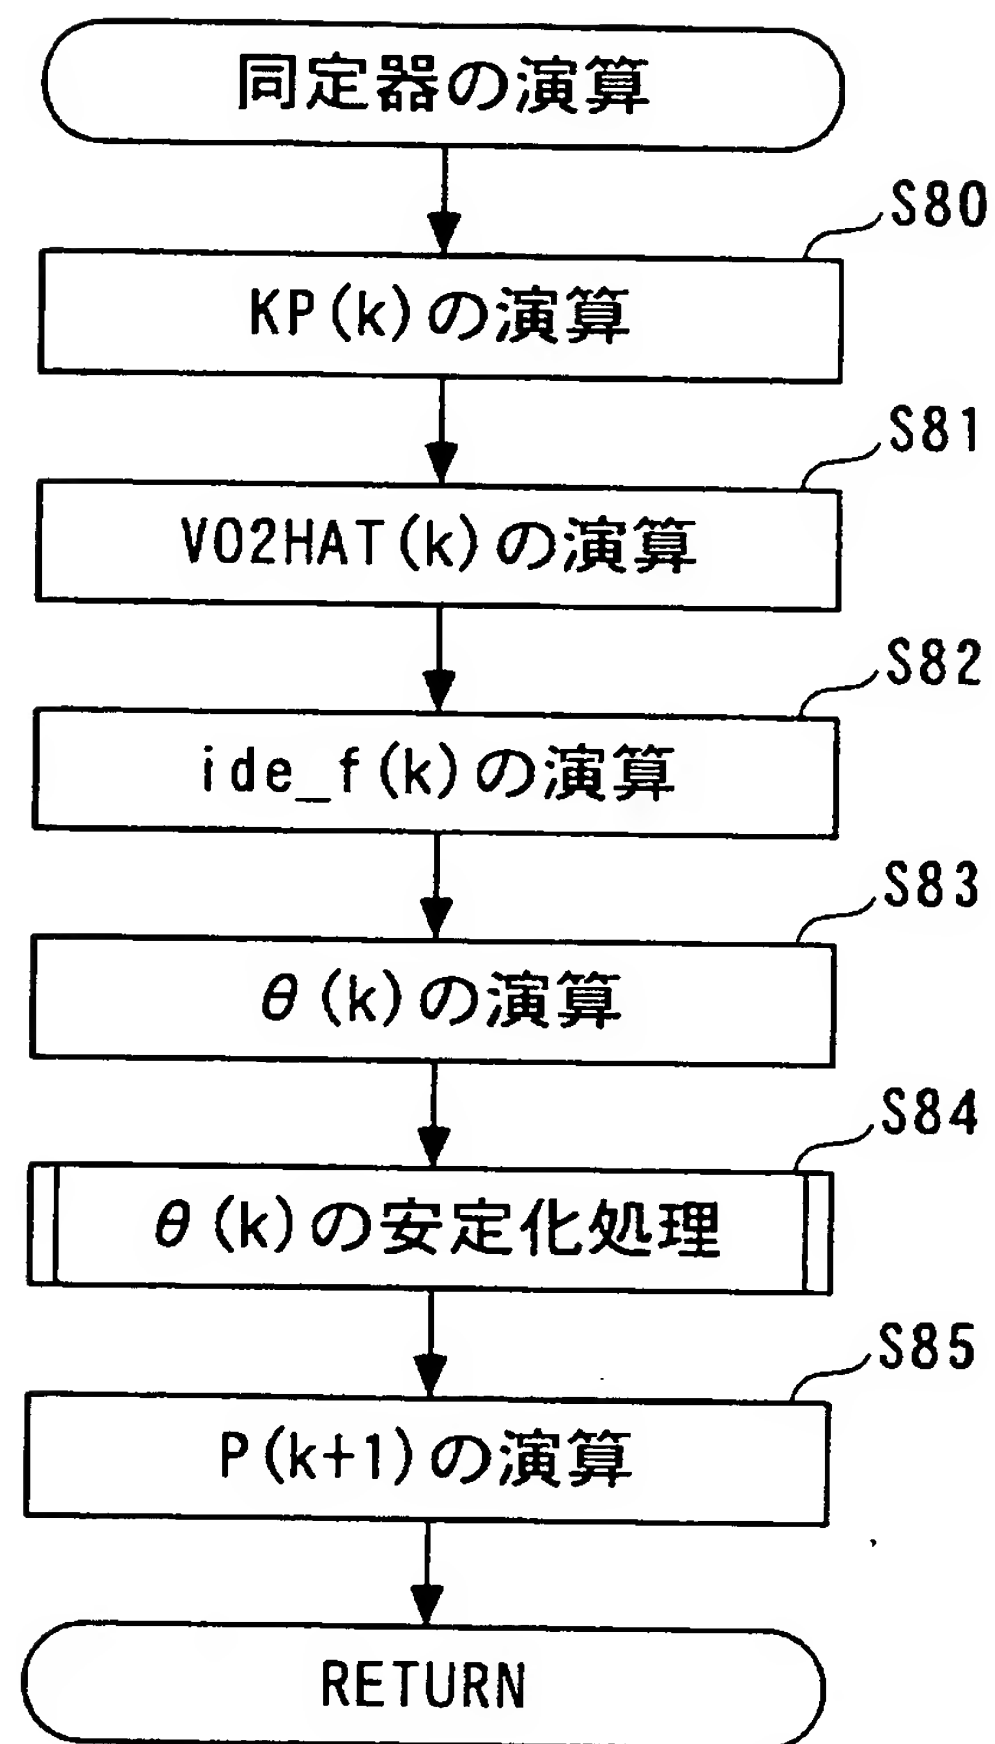 同定器の演算
S80
KP(k)の演算
S81
VO2HAT(k)の演算
S82
ide_f(k)の演算
S83
θ(k)の演算
S84
θ(k)の安定化処理
S85
P(k+1)の演算
RETURN